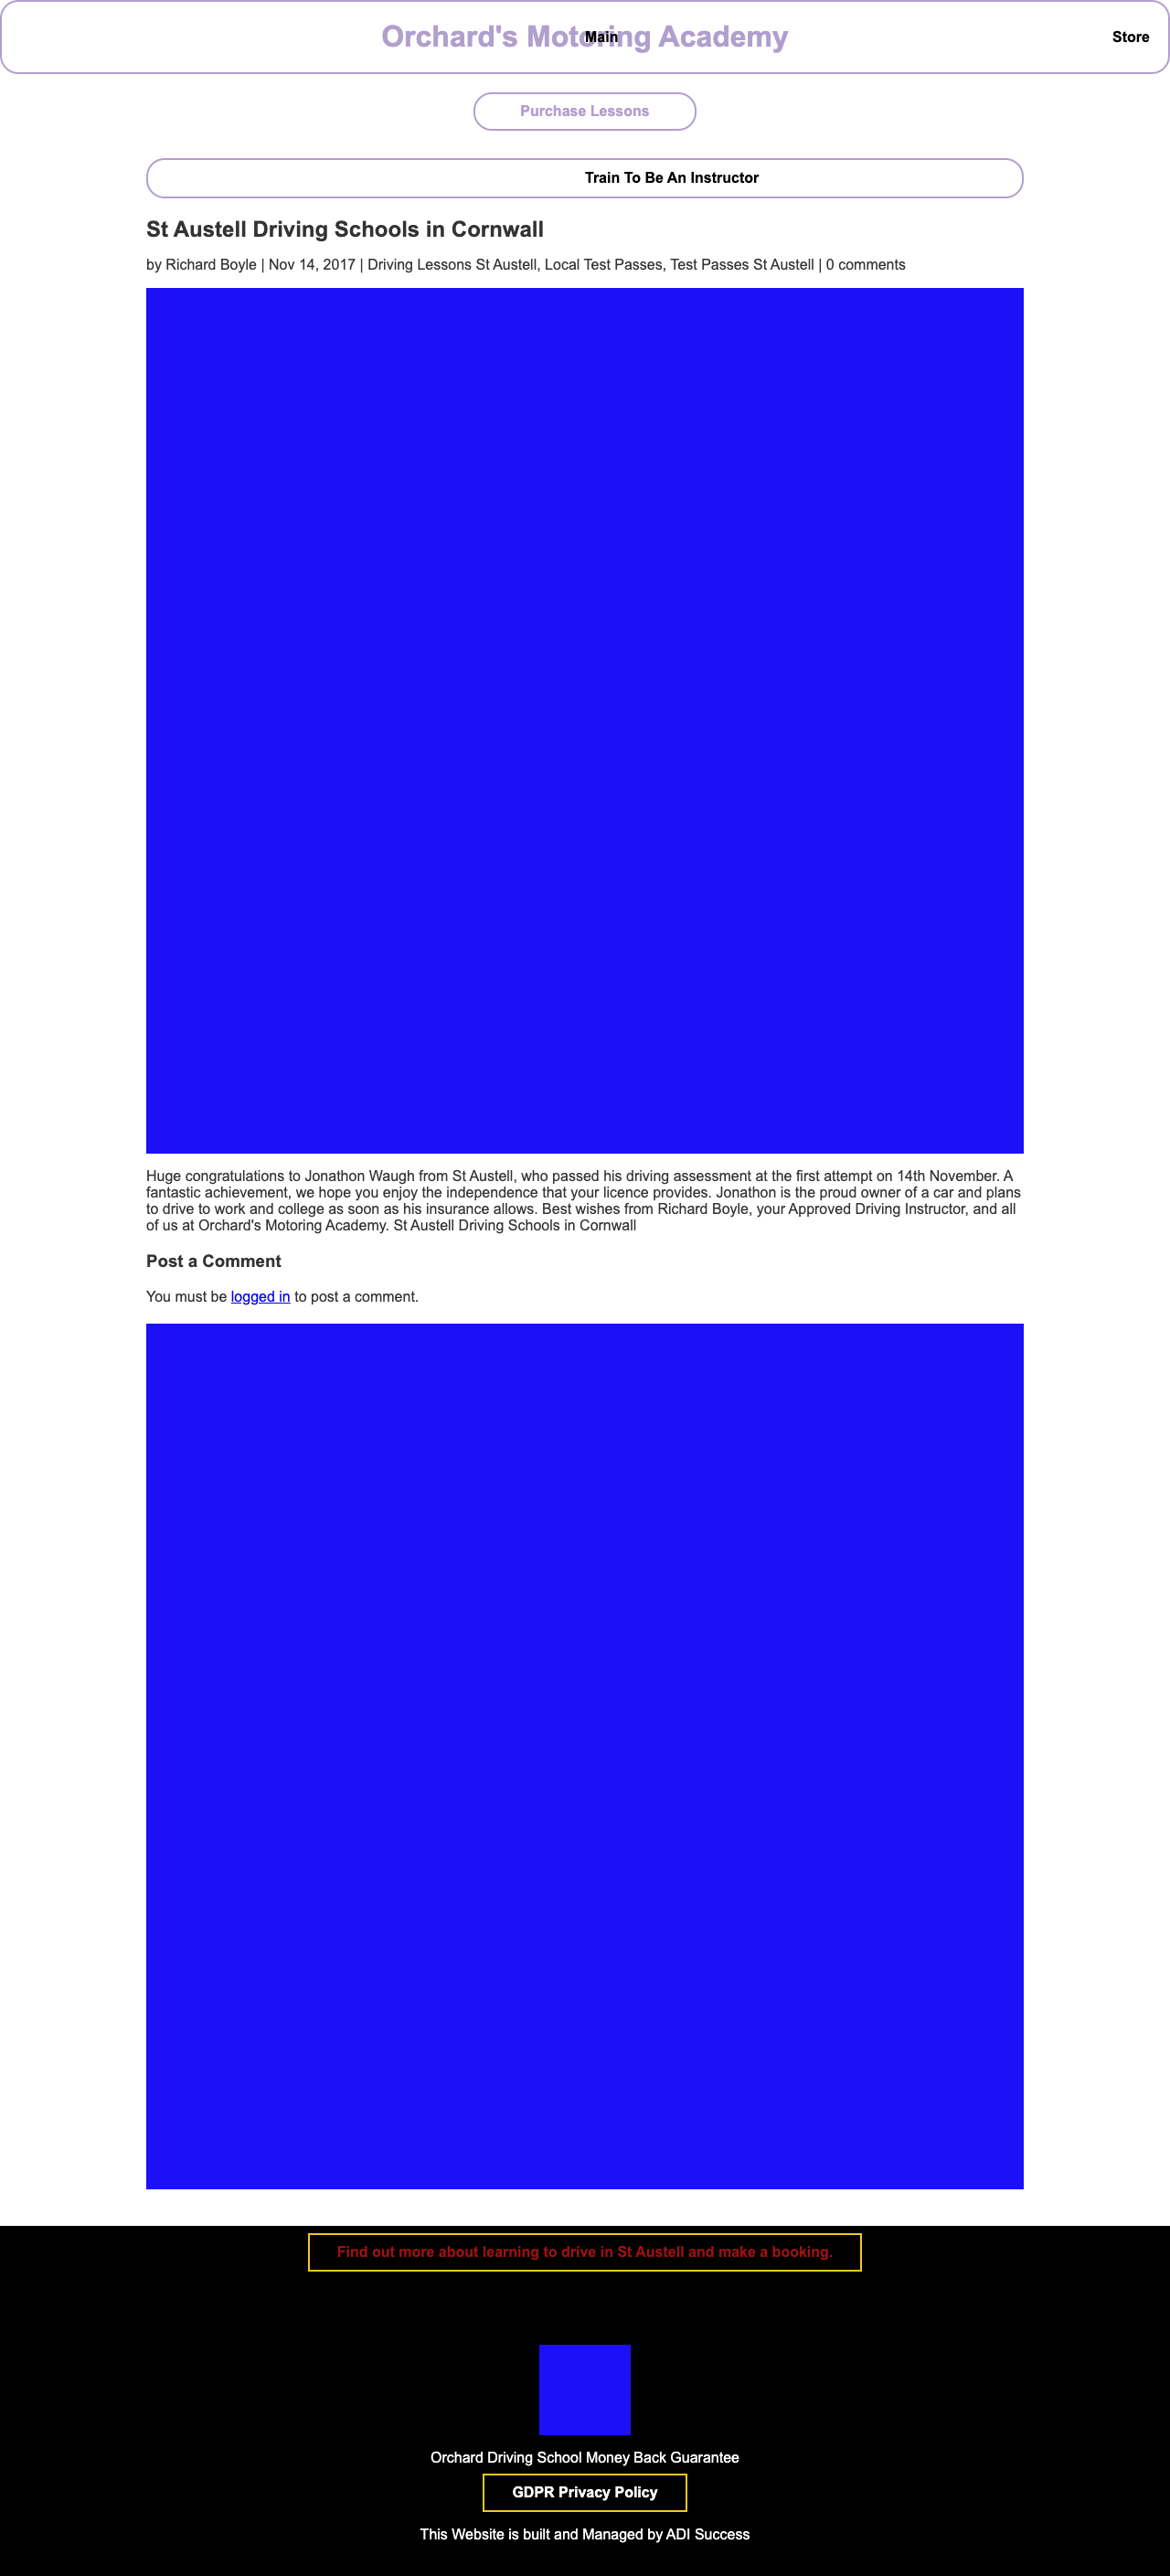 Orchard's Motoring Academy
Main
Store
Purchase Lessons
Train To Be An Instructor
St Austell Driving Schools in Cornwall
by Richard Boyle | Nov 14, 2017 | Driving Lessons St Austell, Local Test Passes, Test Passes St Austell | 0 comments
Huge congratulations to Jonathon Waugh from St Austell, who passed his driving assessment at the first attempt on 14th November. A
fantastic achievement, we hope you enjoy the independence that your licence provides. Jonathon is the proud owner of a car and plans
to drive to work and college as soon as his insurance allows. Best wishes from Richard Boyle, your Approved Driving Instructor, and all
of us at Orchard's Motoring Academy. St Austell Driving Schools in Cornwall
Post a Comment
You must be logged in to post a comment.
Find out more about learning to drive in St Austell and make a booking.
Orchard Driving School Money Back Guarantee
GDPR Privacy Policy
This Website is built and Managed by ADI Success